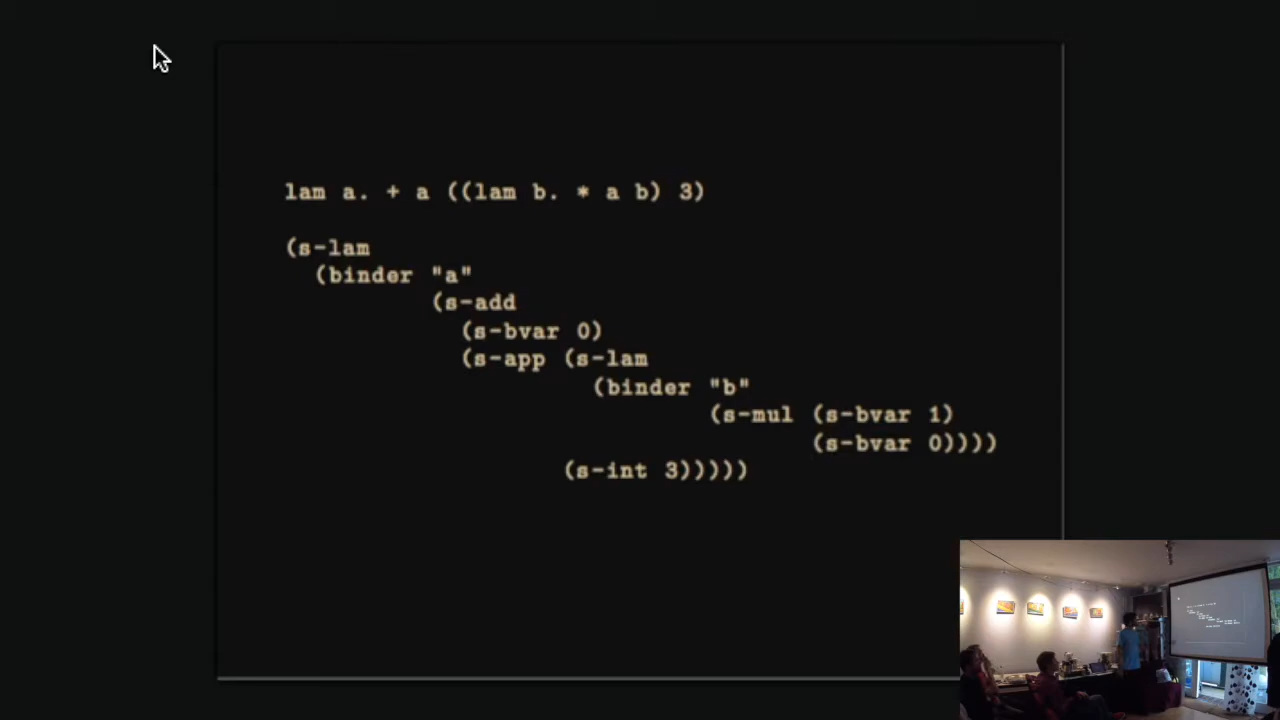 lam a. + a ((lam b. * a b) 3)
(s-lam
(binder "a"
(s-add
(s-bvar 0)
(s-app (s-lam
(binder "b"
(s-mul (s-bvar 1)
(s-bvar 0))))
(s-int 3)))))